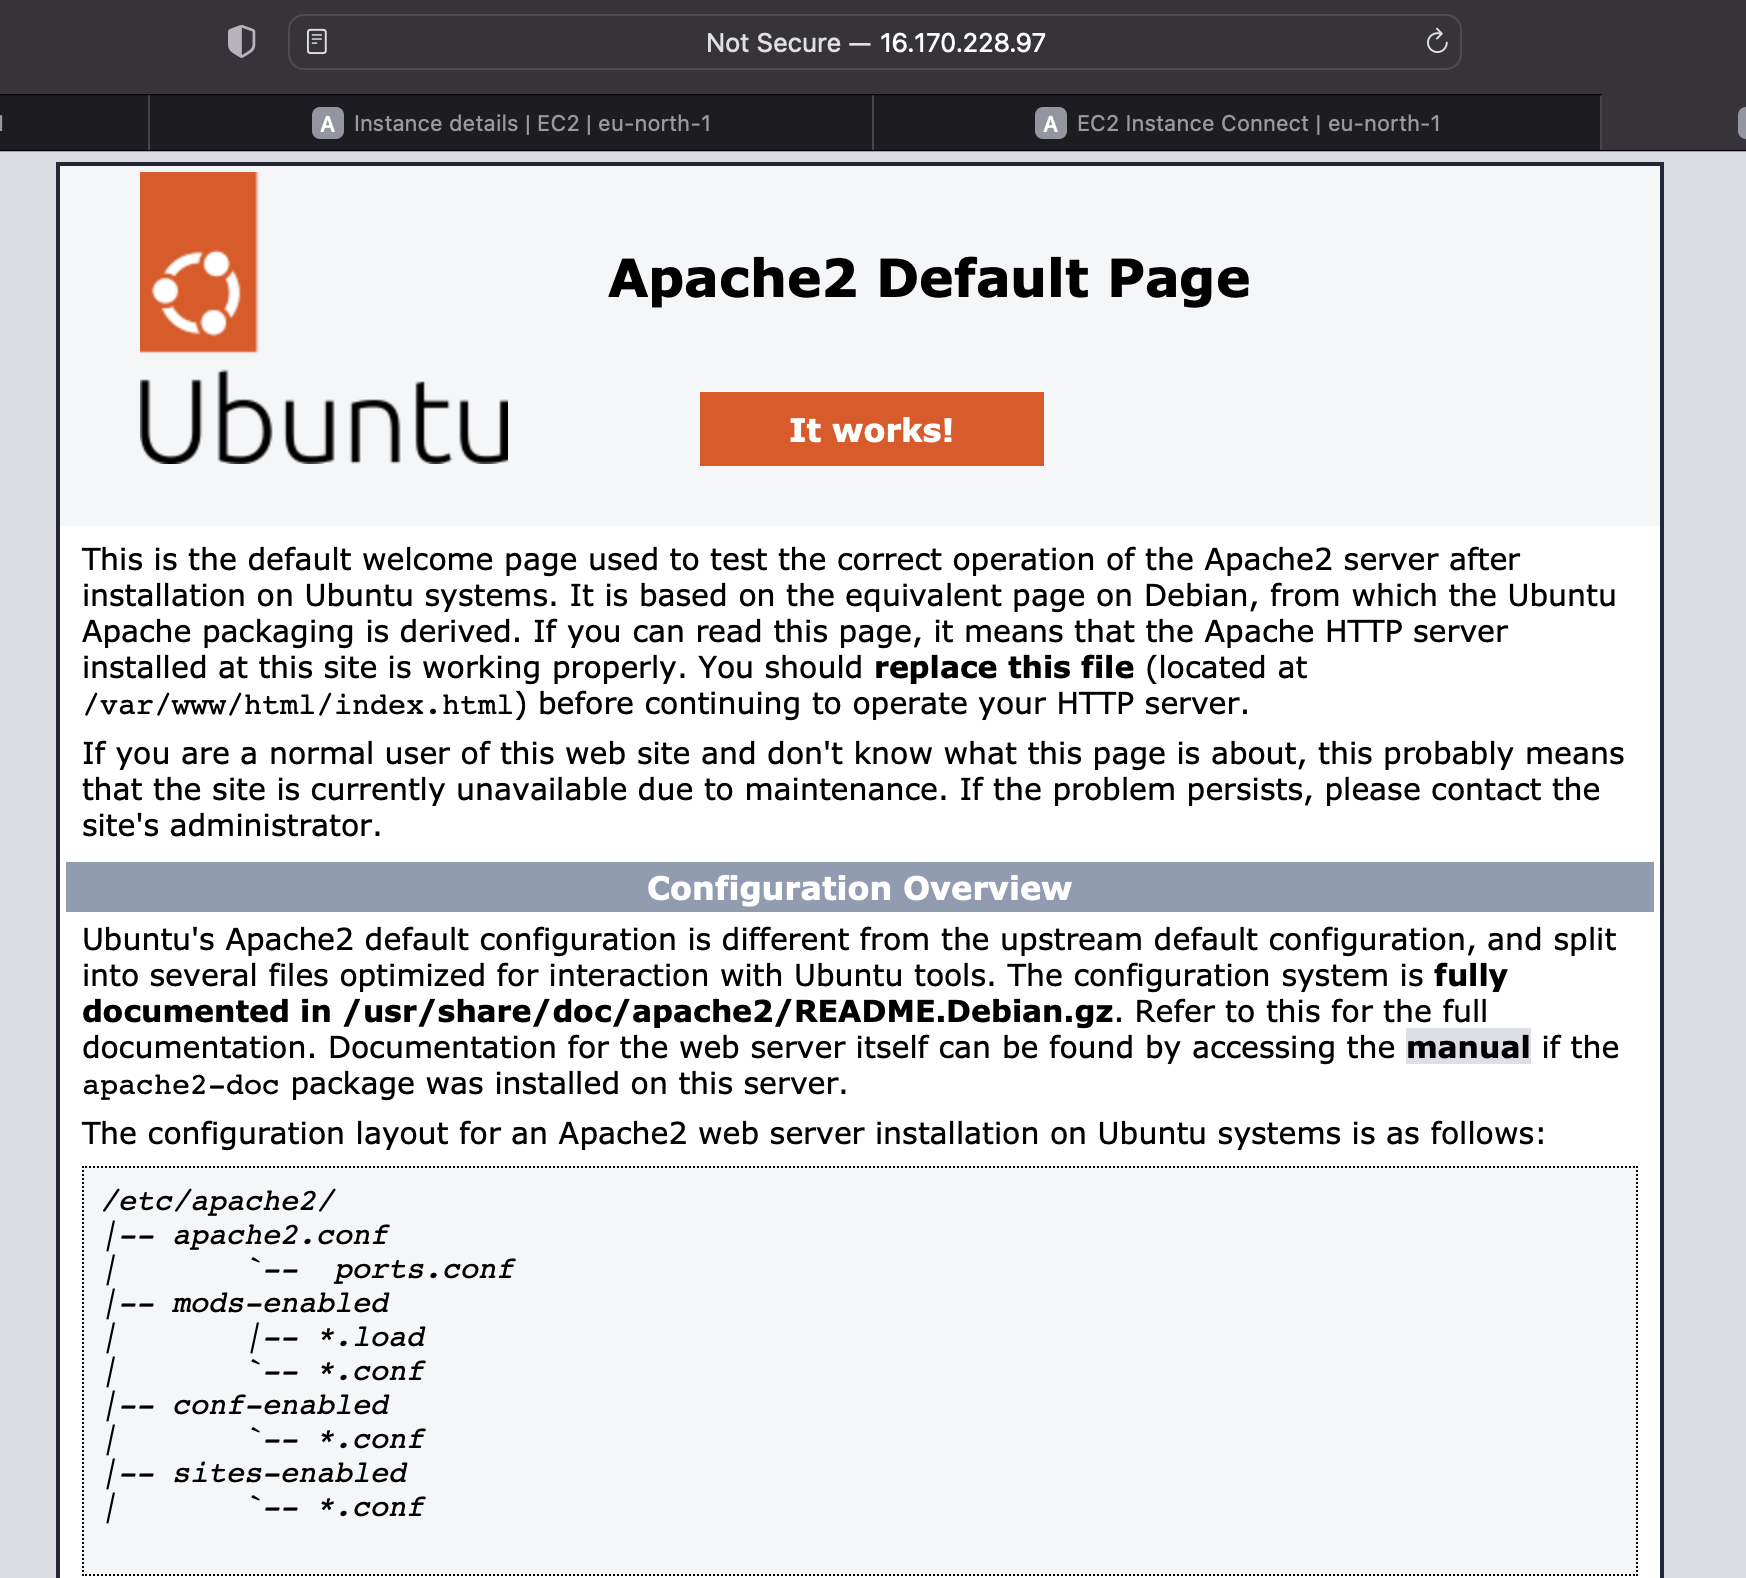 Not Secure — 16.170.228.97
A Instance details | EC2 | eu-north-1
A EC2 Instance Connect | eu-north-1
Ubuntu
Apache2 Default Page
It works!
This is the default welcome page used to test the correct operation of the Apache2 server after
installation on Ubuntu systems. It is based on the equivalent page on Debian, from which the Ubuntu
Apache packaging is derived. If you can read this page, it means that the Apache HTTP server
installed at this site is working properly. You should replace this file (located at
/var/www/html/index.html) before continuing to operate your HTTP server.
If you are a normal user of this web site and don't know what this page is about, this probably means
that the site is currently unavailable due to maintenance. If the problem persists, please contact the
site's administrator.
Configuration Overview
Ubuntu's Apache2 default configuration is different from the upstream default configuration, and split
into several files optimized for interaction with Ubuntu tools. The configuration system is fully
documented in /usr/share/doc/apache2/README.Debian.gz. Refer to this for the full
documentation. Documentation for the web server itself can be found by accessing the manual if the
apache2-doc package was installed on this server.
The configuration layout for an Apache2 web server installation on Ubuntu systems is as follows:
/etc/apache2/
|-- apache2.conf
|       `--  ports.conf
|-- mods-enabled
|       |-- *.load
|       `-- *.conf
|-- conf-enabled
|       `-- *.conf
|-- sites-enabled
|       `-- *.conf